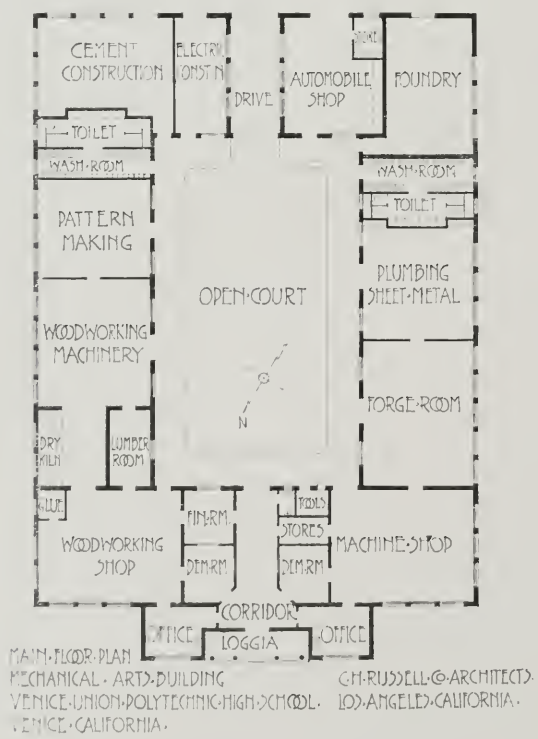 CEMENT
CONSTRUCTION
ELECTRIC
CONST'N
DRIVE
STORE
AUTOMOBILE
SHOP
FOUNDRY
TOILET
WASH·ROOM
WASH·ROOM
TOILET
PATTERN
MAKING
PLUMBING
SHEET·METAL
OPEN·COURT
WOODWORKING
MACHINERY
N
FORGE·ROOM
DRY
KILN
LUMBER
ROOM
GLUE
FIN·RM.
TOOLS
STORES
WOODWORKING
SHOP
MACHINE·SHOP
DEM·RM.
DEM·RM.
CORRIDOR
OFFICE
LOGGIA
OFFICE
MAIN·FLOOR·PLAN
MECHANICAL·ARTS·BUILDING
VENICE·UNION·POLYTECHNIC·HIGH·SCHOOL.
VENICE·CALIFORNIA.
C·H·RUSSELL·CO·ARCHITECTS.
LOS·ANGELES·CALIFORNIA.